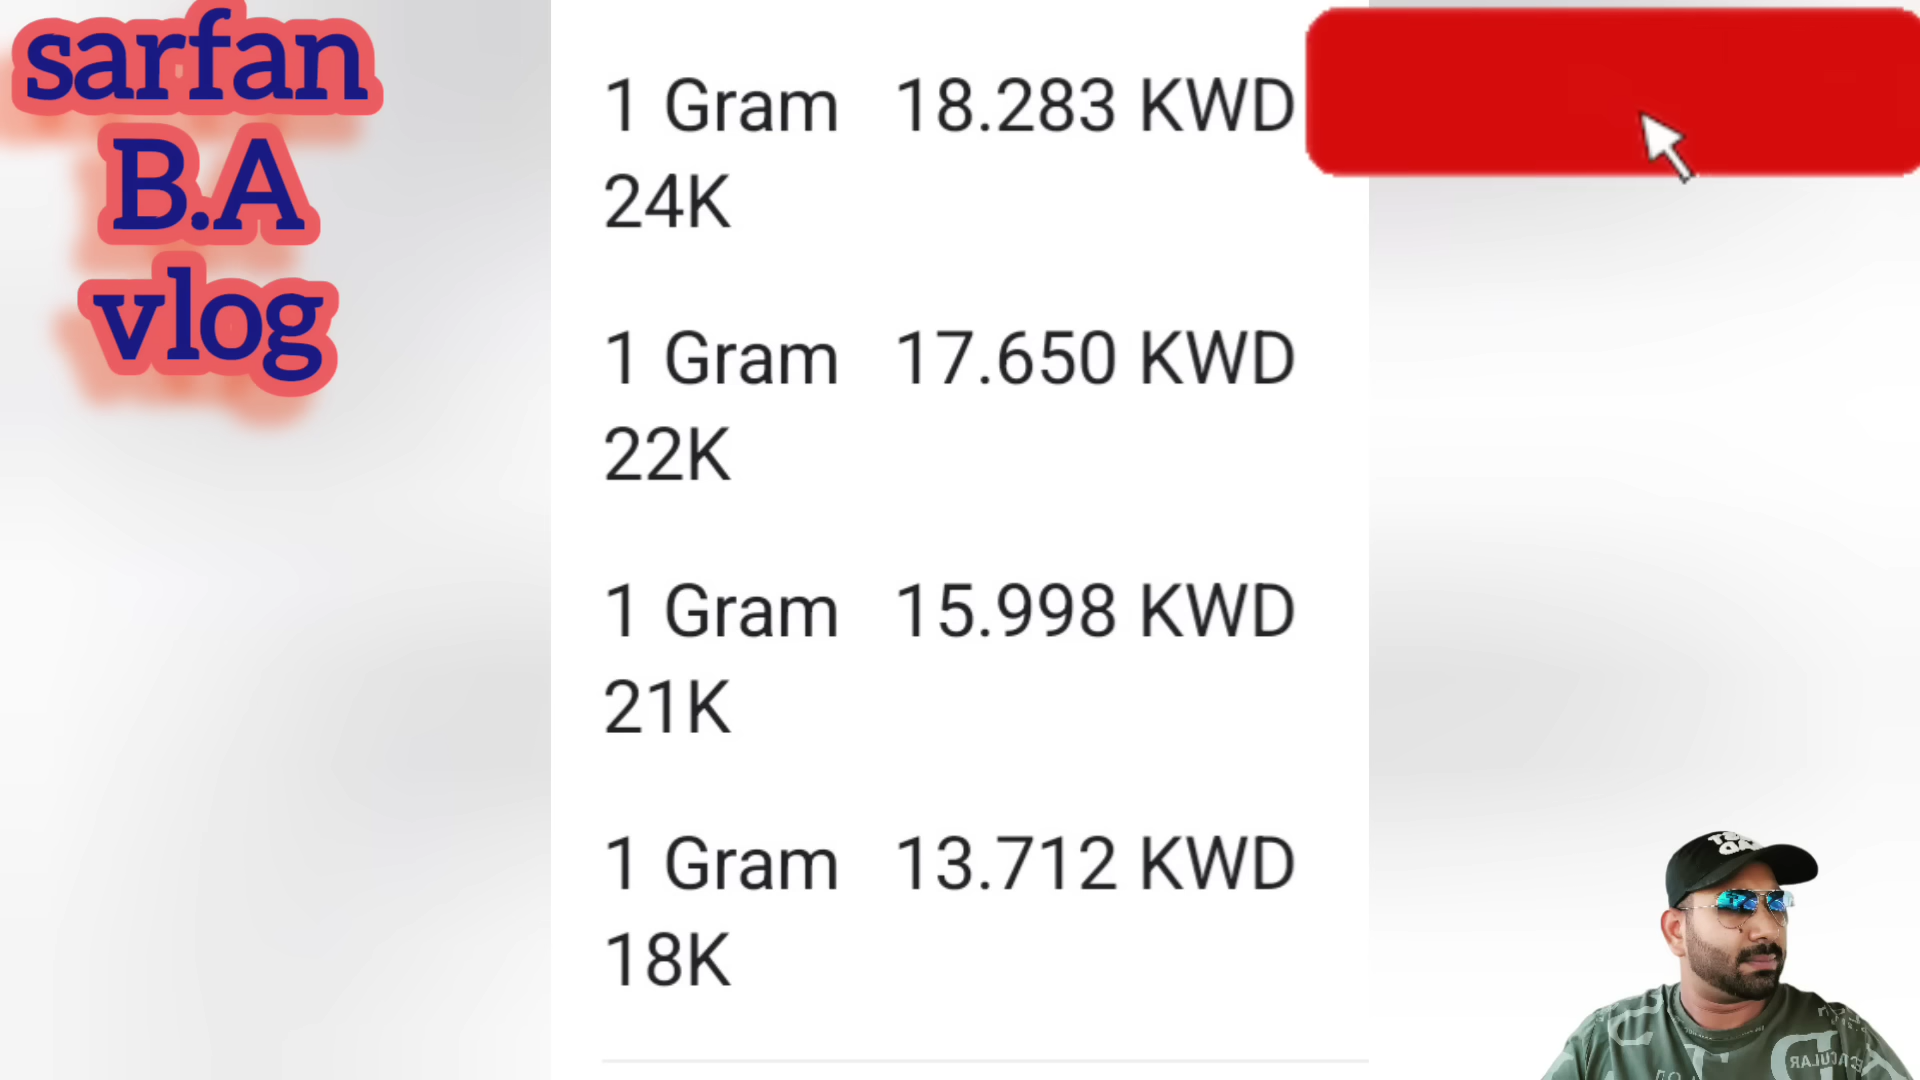 sarfan
B.A
vlog
1 Gram 18.283 KWD
24K
1 Gram 17.650 KWD
22K
1 Gram 15.998 KWD
21K
1 Gram 13.712 KWD
18K